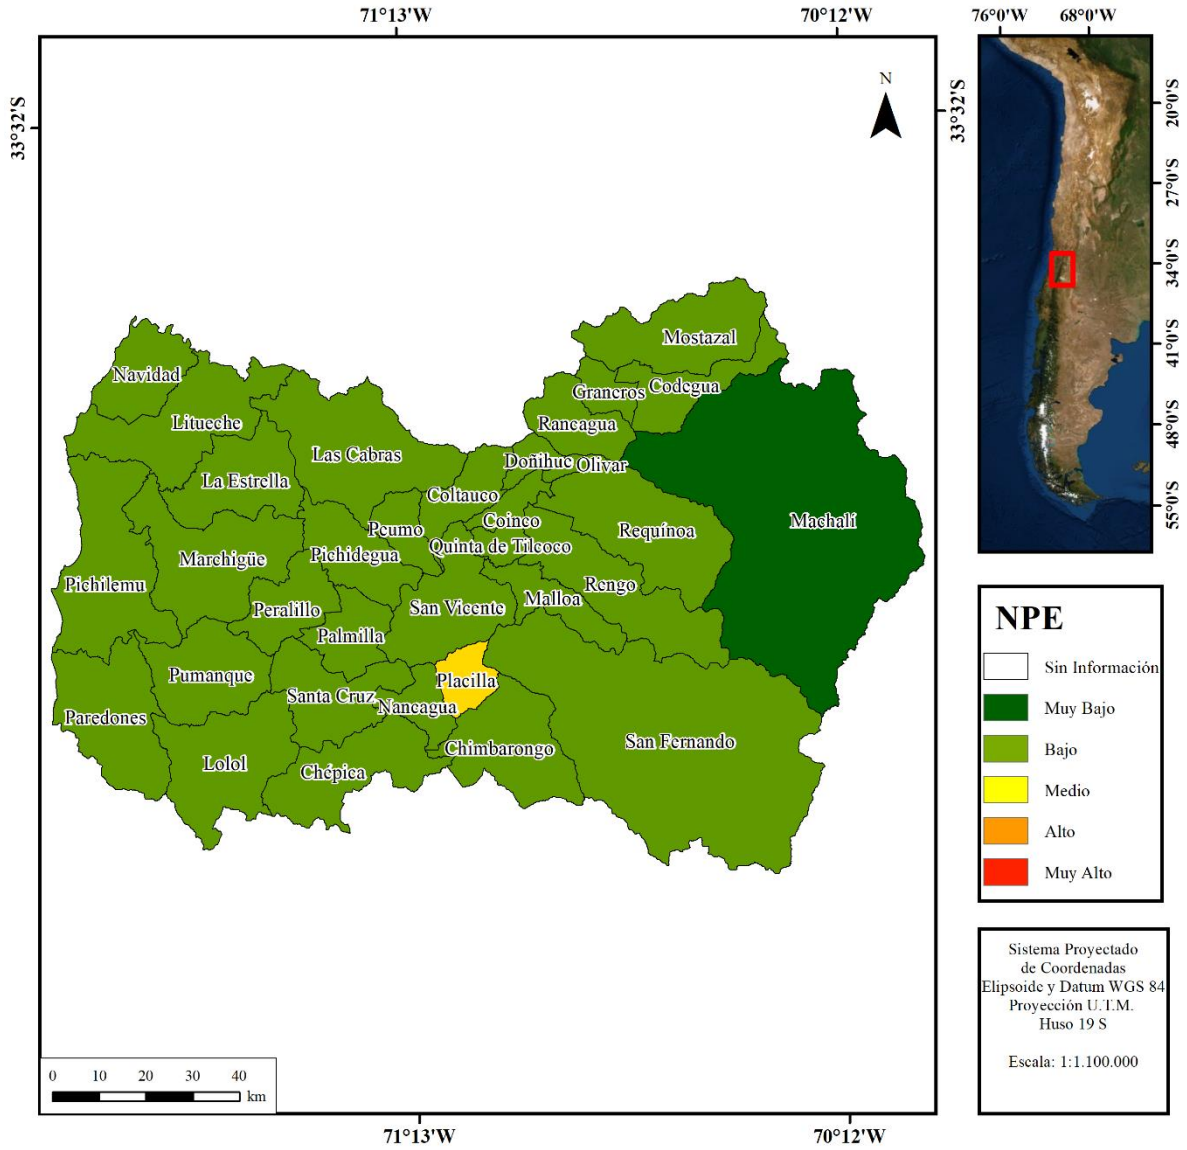 71°13'W
70°12'W
76°0'W
68°0'W
33°32'S
33°32'S
N
20°0'S
27°0'S
34°0'S
41°0'S
48°0'S
55°0'S
Mostazal
Navidad
Graneros
Codegua
Litueche
Rancagua
Las Cabras
Doñihue
Olivar
La Estrella
Coltauco
Machalí
Coinco
Peumo
Requínoa
Quinta de Tilcoco
Pichidegua
Marchigüe
Pichilemu
Rengo
Malloa
Peralillo
San Vicente
Palmilla
Pumanque
Placilla
Santa Cruz
Nancagua
Paredones
San Fernando
Chimbarongo
Lolol
Chépica
NPE
Sin Información
Muy Bajo
Bajo
Medio
Alto
Muy Alto
Sistema Proyectado
de Coordenadas
Elipsoide y Datum WGS 84
Proyección U.T.M.
Huso 19 S
Escala: 1:1.100.000
0 10 20 30 40
km
71°13'W
70°12'W